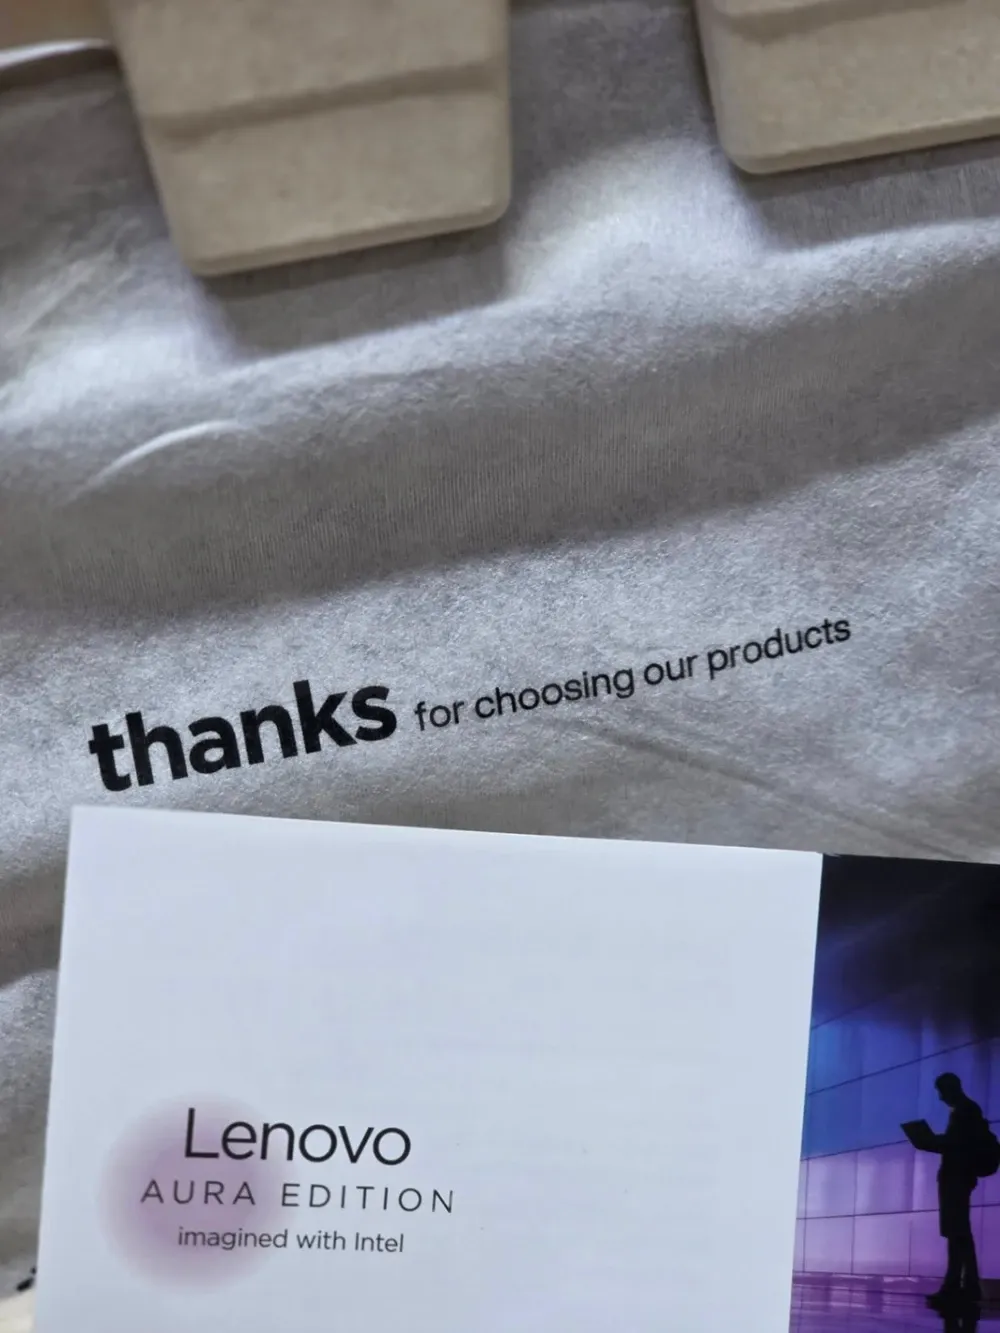 thanks for choosing our products
Lenovo
AURA EDITION
imagined with Intel